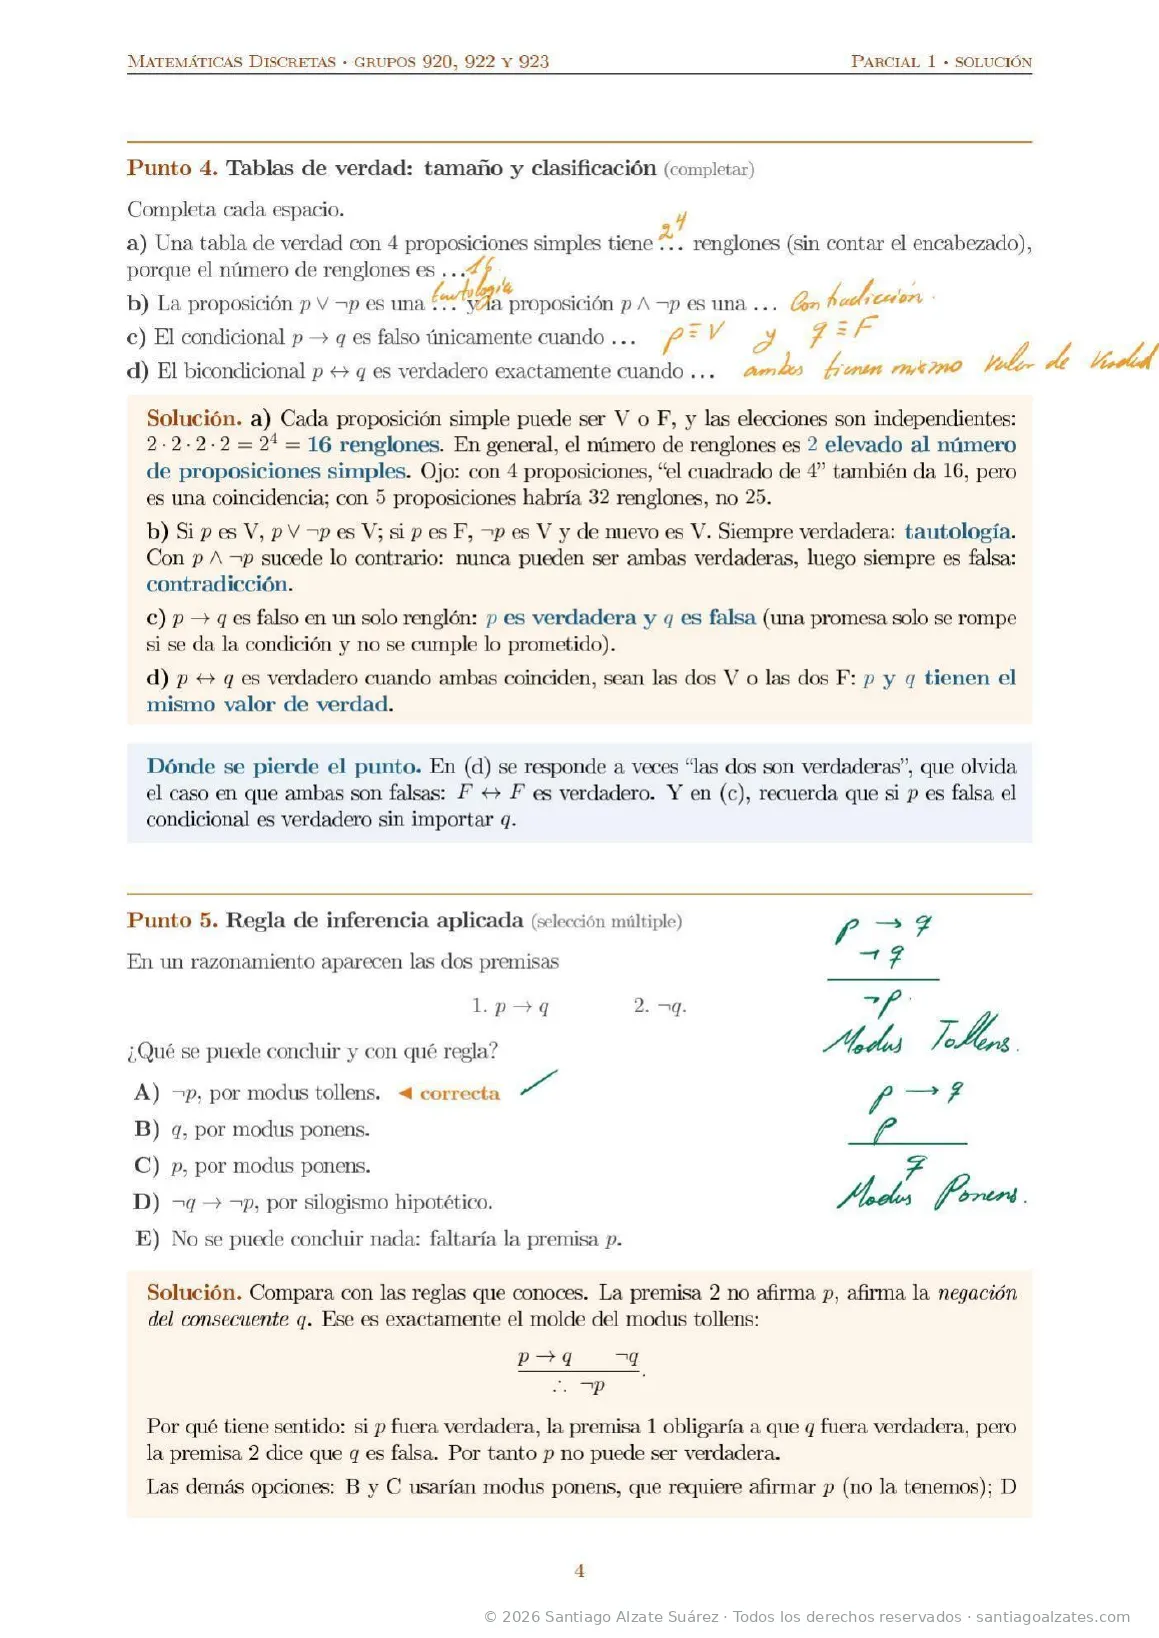 MATEMÁTICAS DISCRETAS · GRUPOS 920, 922 Y 923 PARCIAL 1 · SOLUCIÓN
Punto 4. Tablas de verdad: tamaño y clasificación (completar)
Completa cada espacio.
2^4
a) Una tabla de verdad con 4 proposiciones simples tiene ... renglones (sin contar el encabezado),
porque el número de renglones es ... 16.
tautología
b) La proposición p ∨ ¬p es una ... y la proposición p ∧ ¬p es una ... Contradicción.
c) El condicional p → q es falso únicamente cuando ... p ≡ V y q ≡ F
d) El bicondicional p ↔ q es verdadero exactamente cuando ... ambas tienen mismo valor de verdad
Solución. a) Cada proposición simple puede ser V o F, y las elecciones son independientes:
2 · 2 · 2 · 2 = 2^4 = 16 renglones. En general, el número de renglones es 2 elevado al número
de proposiciones simples. Ojo: con 4 proposiciones, “el cuadrado de 4” también da 16, pero
es una coincidencia; con 5 proposiciones habría 32 renglones, no 25.
b) Si p es V, p ∨ ¬p es V; si p es F, ¬p es V y de nuevo es V. Siempre verdadera: tautología.
Con p ∧ ¬p sucede lo contrario: nunca pueden ser ambas verdaderas, luego siempre es falsa:
contradicción.
c) p → q es falso en un solo renglón: p es verdadera y q es falsa (una promesa solo se rompe
si se da la condición y no se cumple lo prometido).
d) p ↔ q es verdadero cuando ambas coinciden, sean las dos V o las dos F: p y q tienen el
mismo valor de verdad.
Dónde se pierde el punto. En (d) se responde a veces “las dos son verdaderas”, que olvida
el caso en que ambas son falsas: F ↔ F es verdadero. Y en (c), recuerda que si p es falsa el
condicional es verdadero sin importar q.
Punto 5. Regla de inferencia aplicada (selección múltiple)
En un razonamiento aparecen las dos premisas
1. p → q 2. ¬q.
¿Qué se puede concluir y con qué regla?
A) ¬p, por modus tollens. ◄ correcta ✓
B) q, por modus ponens.
C) p, por modus ponens.
D) ¬q → ¬p, por silogismo hipotético.
E) No se puede concluir nada: faltaría la premisa p.
p → q
¬q
¬p.
Modus Tollens.
p → q
p
q
Modus Ponens.
Solución. Compara con las reglas que conoces. La premisa 2 no afirma p, afirma la negación
del consecuente q. Ese es exactamente el molde del modus tollens:
p → q ¬q
∴ ¬p.
Por qué tiene sentido: si p fuera verdadera, la premisa 1 obligaría a que q fuera verdadera, pero
la premisa 2 dice que q es falsa. Por tanto p no puede ser verdadera.
Las demás opciones: B y C usarían modus ponens, que requiere afirmar p (no la tenemos); D
4
© 2026 Santiago Alzate Suárez · Todos los derechos reservados · santiagoalzates.com